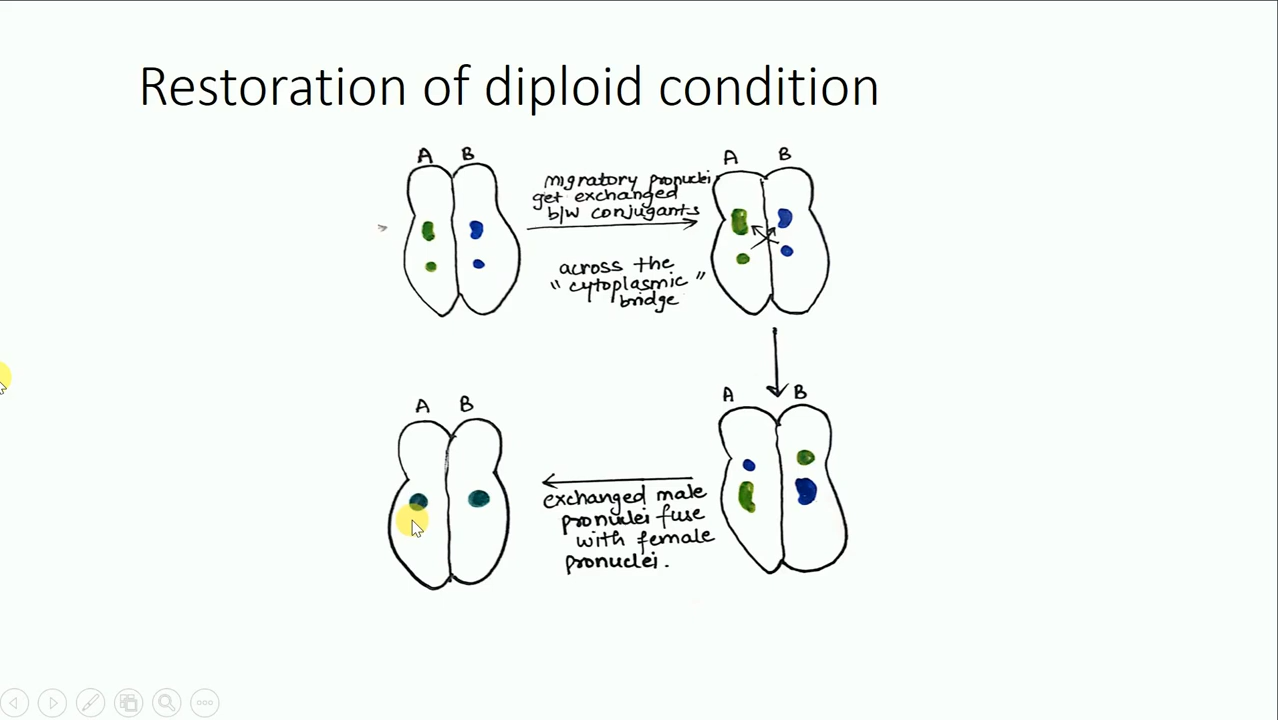 Restoration of diploid condition
A B
migratory pronuclei
get exchanged
b/w conjugants
across the
"cytoplasmic"
bridge
A B
A B
exchanged male
pronuclei fuse
with female
pronuclei.
A B